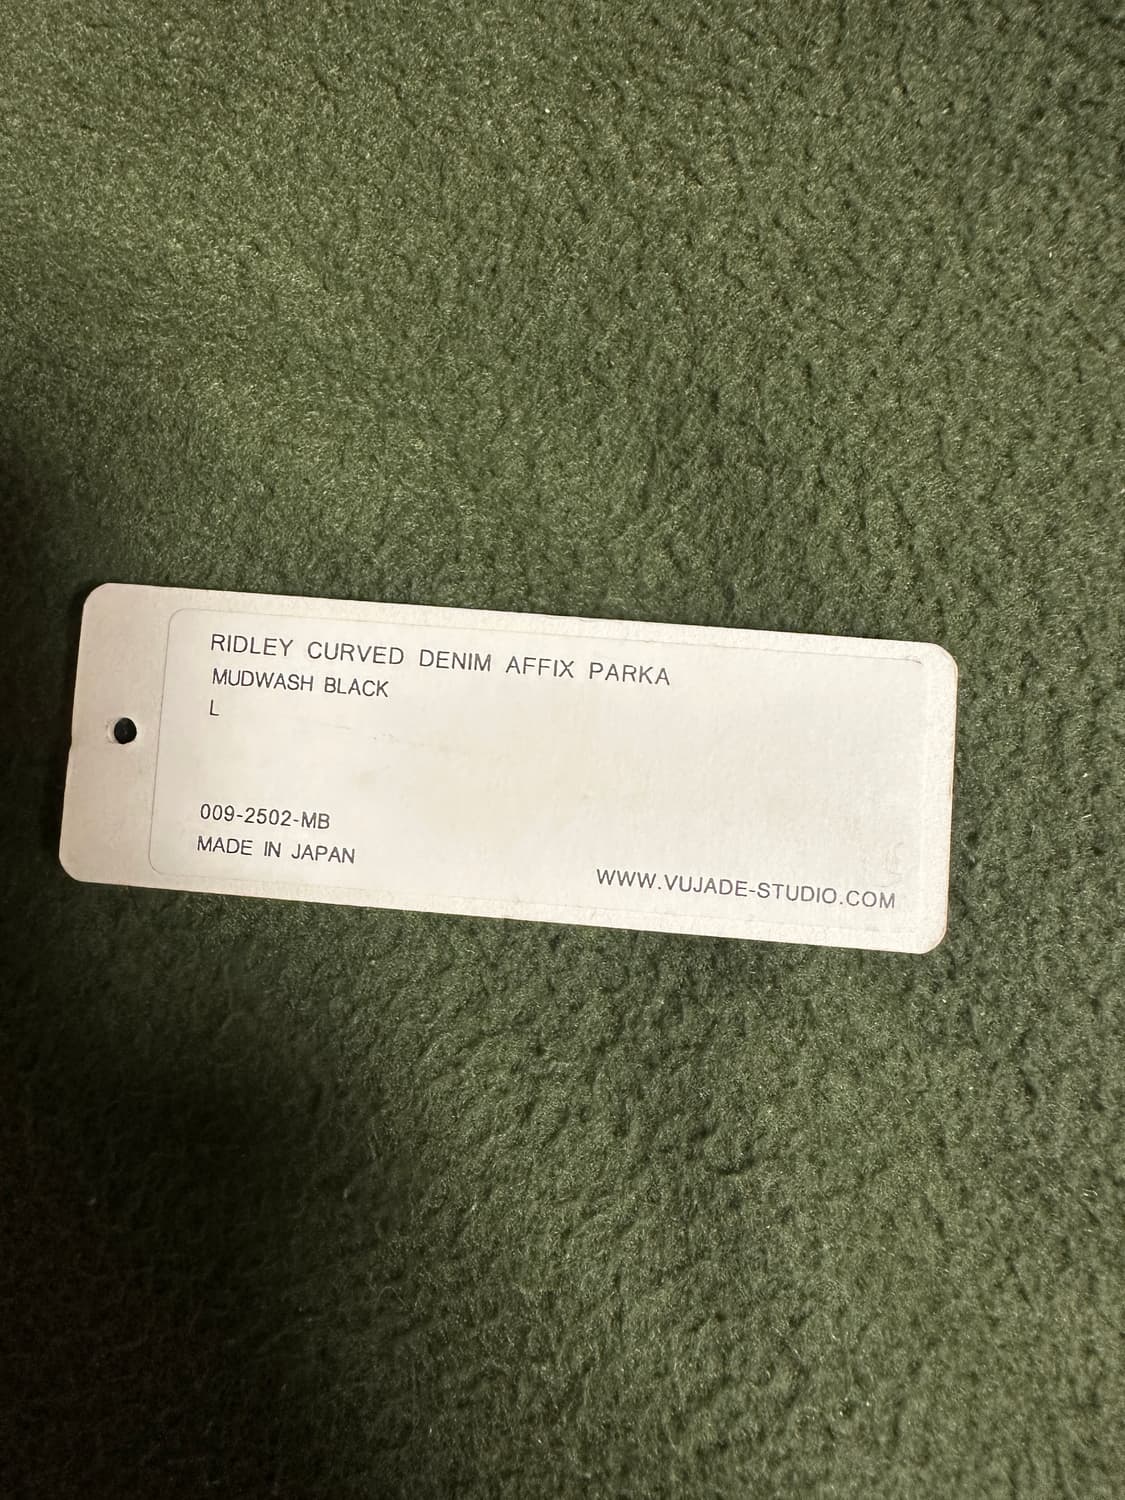 RIDLEY CURVED DENIM AFFIX PARKA
MUDWASH BLACK
L
009-2502-MB
MADE IN JAPAN
WWW.VUJADE-STUDIO.COM